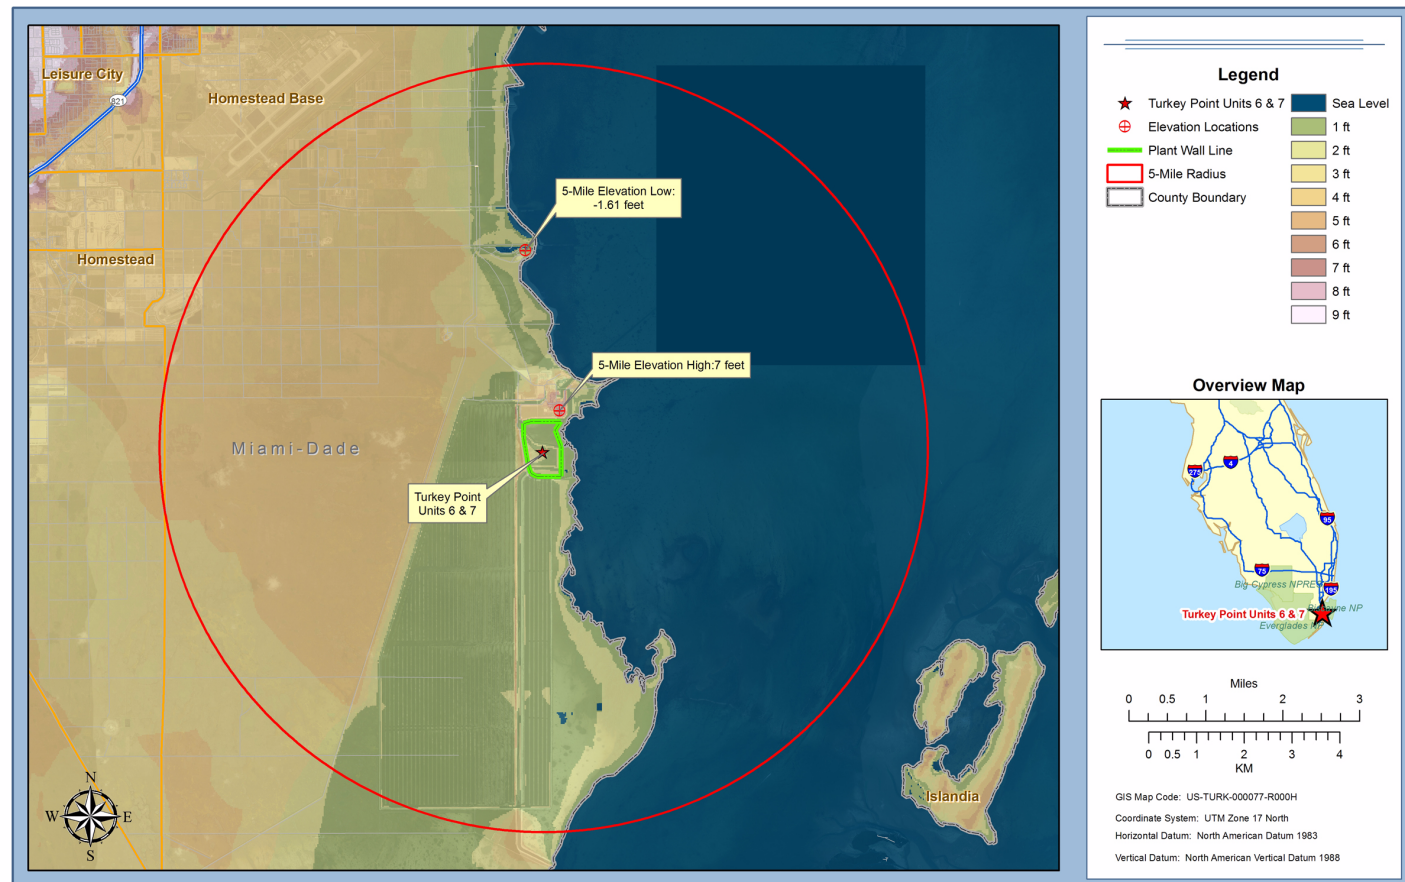 Leisure City
821
Homestead Base
5-Mile Elevation Low:
-1.61 feet
Homestead
5-Mile Elevation High:7 feet
Miami-Dade
Turkey Point
Units 6 & 7
Islandia
N
W
E
S
Legend
Turkey Point Units 6 & 7
Elevation Locations
Plant Wall Line
5-Mile Radius
County Boundary
Sea Level
1 ft
2 ft
3 ft
4 ft
5 ft
6 ft
7 ft
8 ft
9 ft
Overview Map
275
4
95
75
Big Cypress NPRE
195
Turkey Point Units 6 & 7
NP
Everglades NP
Miles
0 0.5 1 2 3
0 0.5 1 2 3 4
KM
GIS Map Code: US-TURK-000077-R000H
Coordinate System: UTM Zone 17 North
Horizontal Datum: North American Datum 1983
Vertical Datum: North American Vertical Datum 1988